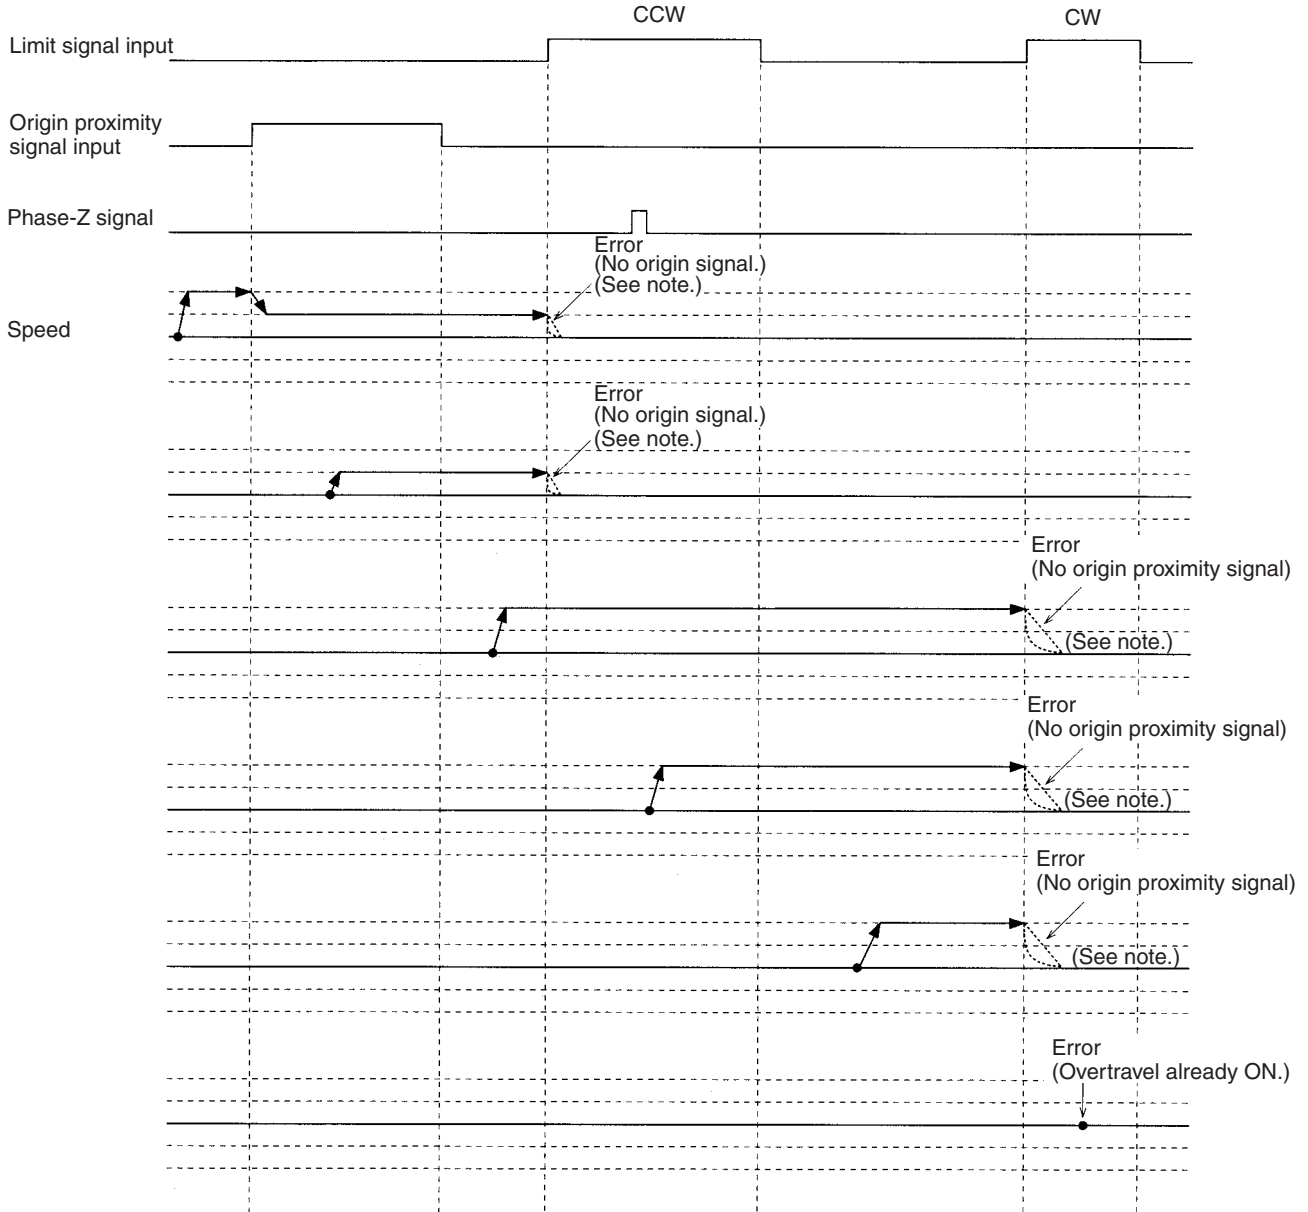 CCW
CW
Limit signal input
Origin proximity
signal input
Phase-Z signal
Error
(No origin signal.)
(See note.)
Speed
Error
(No origin signal.)
(See note.)
Error
(No origin proximity signal)
(See note.)
Error
(No origin proximity signal)
(See note.)
Error
(No origin proximity signal)
(See note.)
Error
(Overtravel already ON.)